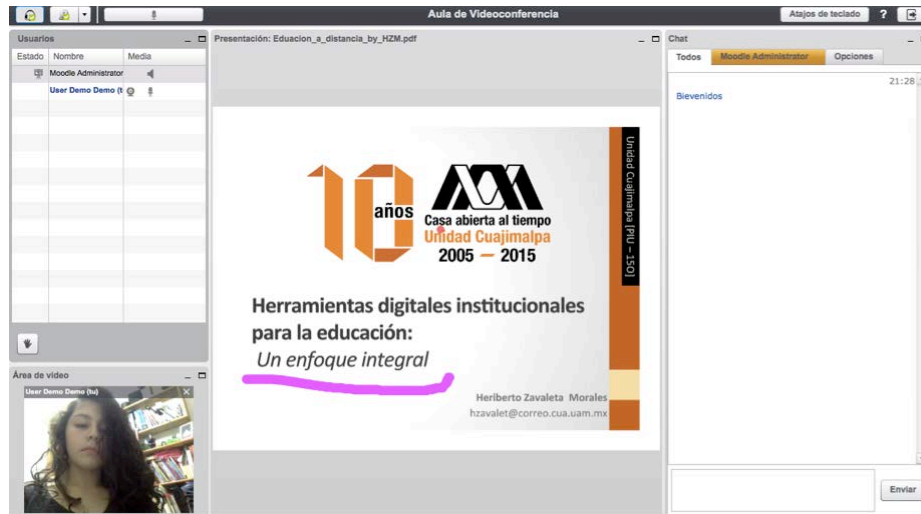 Aula de Videoconferencia
Atajos de teclado
?
Usuarios
Estado Nombre Media
Moodle Administrator
User Demo Demo (t
Área de video
User Demo Demo (tu)
Presentación: Eduacion_a_distancia_by_HZM.pdf
10
años
Casa abierta al tiempo
Unidad Cuajimalpa
2005 — 2015
Unidad Cuajimalpa [PIU – 15O]
Herramientas digitales institucionales
para la educación:
Un enfoque integral
Heriberto Zavaleta Morales
hzavalet@correo.cua.uam.mx
Chat
Todos Moodle Administrator Opciones
21:28
Bievenidos
Enviar